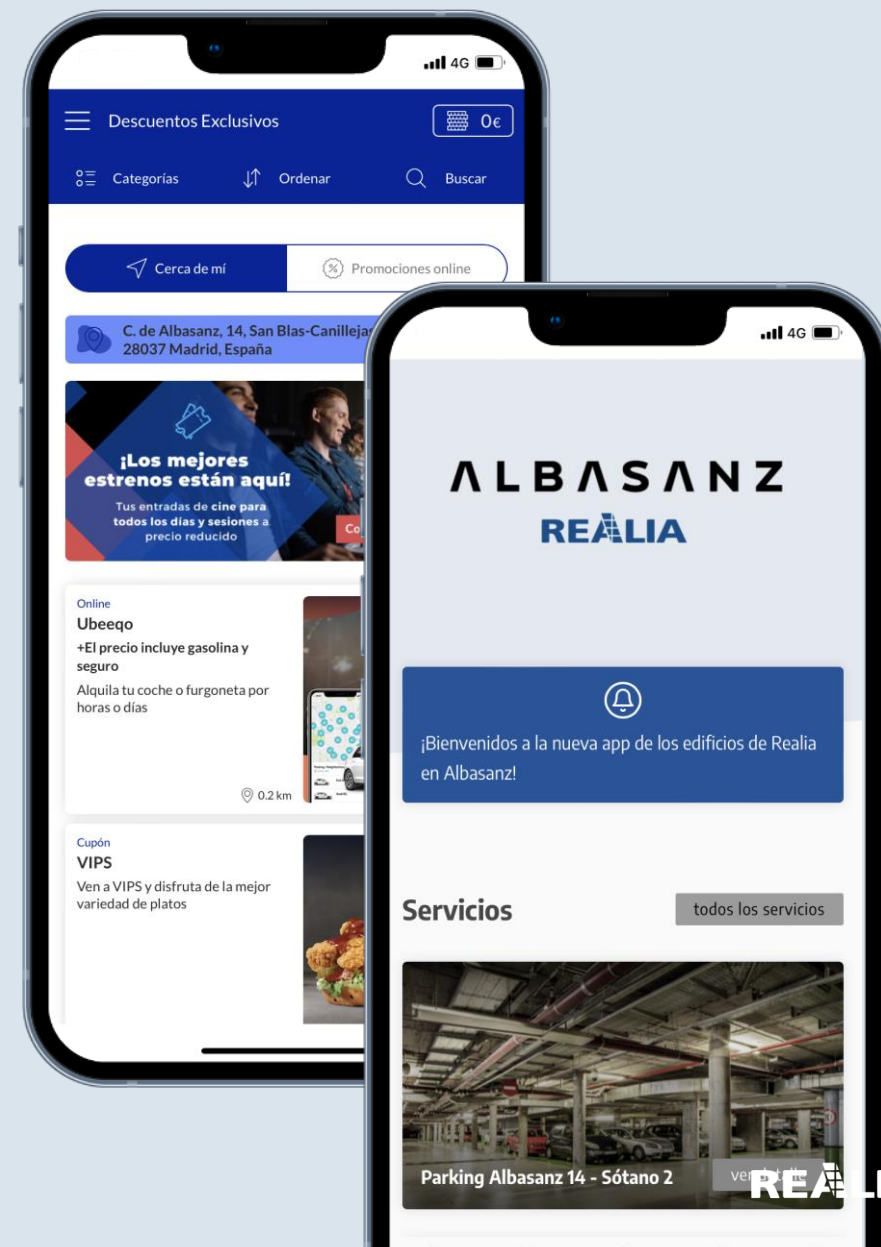 4G
Descuentos Exclusivos
0€
Categorías
Ordenar
Buscar
Cerca de mí
Promociones online
C. de Albasanz, 14, San Blas-Canillejas
28037 Madrid, España
¡Los mejores
estrenos están aquí!
Tus entradas de cine para
todos los días y sesiones a
precio reducido
Online
Ubeeqo
+El precio incluye gasolina y
seguro
Alquila tu coche o furgoneta por
horas o días
0.2 km
Cupón
VIPS
Ven a VIPS y disfruta de la mejor
variedad de platos
4G
ALBASANZ
REALIA
¡Bienvenidos a la nueva app de los edificios de Realia
en Albasanz!
Servicios
todos los servicios
Parking Albasanz 14 - Sótano 2